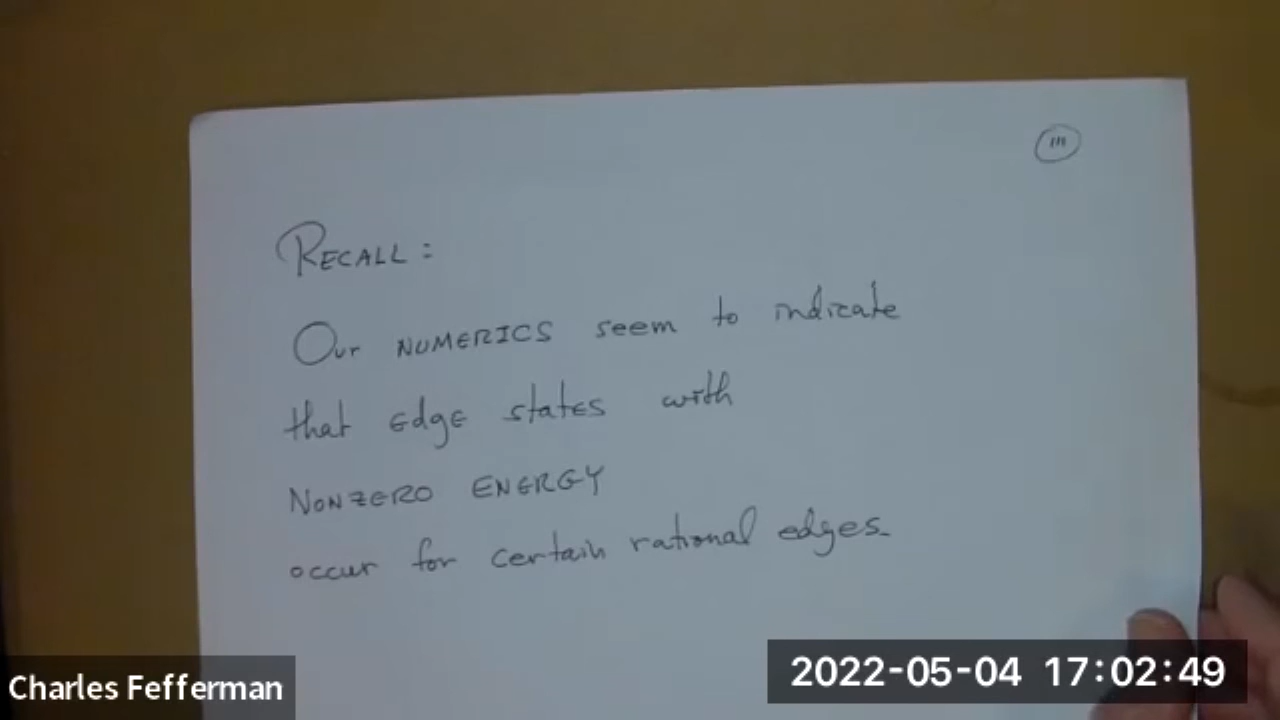 111
RECALL:
Our NUMERICS seem to indicate
that edge states with
NONZERO ENERGY
occur for certain rational edges.
Charles Fefferman
2022-05-04 17:02:49